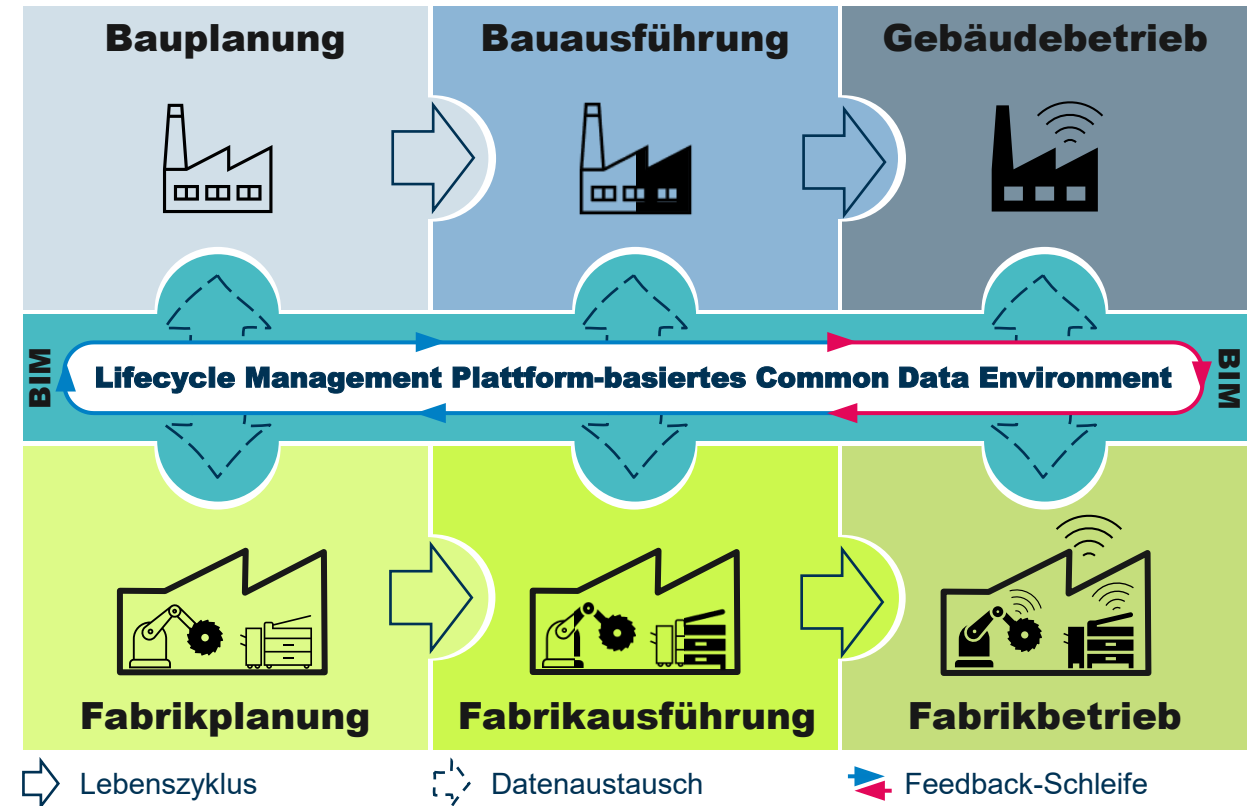 Bauplanung
Bauausführung
Gebäudebetrieb
BIM
Lifecycle Management Plattform-basiertes Common Data Environment
BIM
Fabrikplanung
Fabrikausführung
Fabrikbetrieb
Lebenszyklus
Datenaustausch
Feedback-Schleife